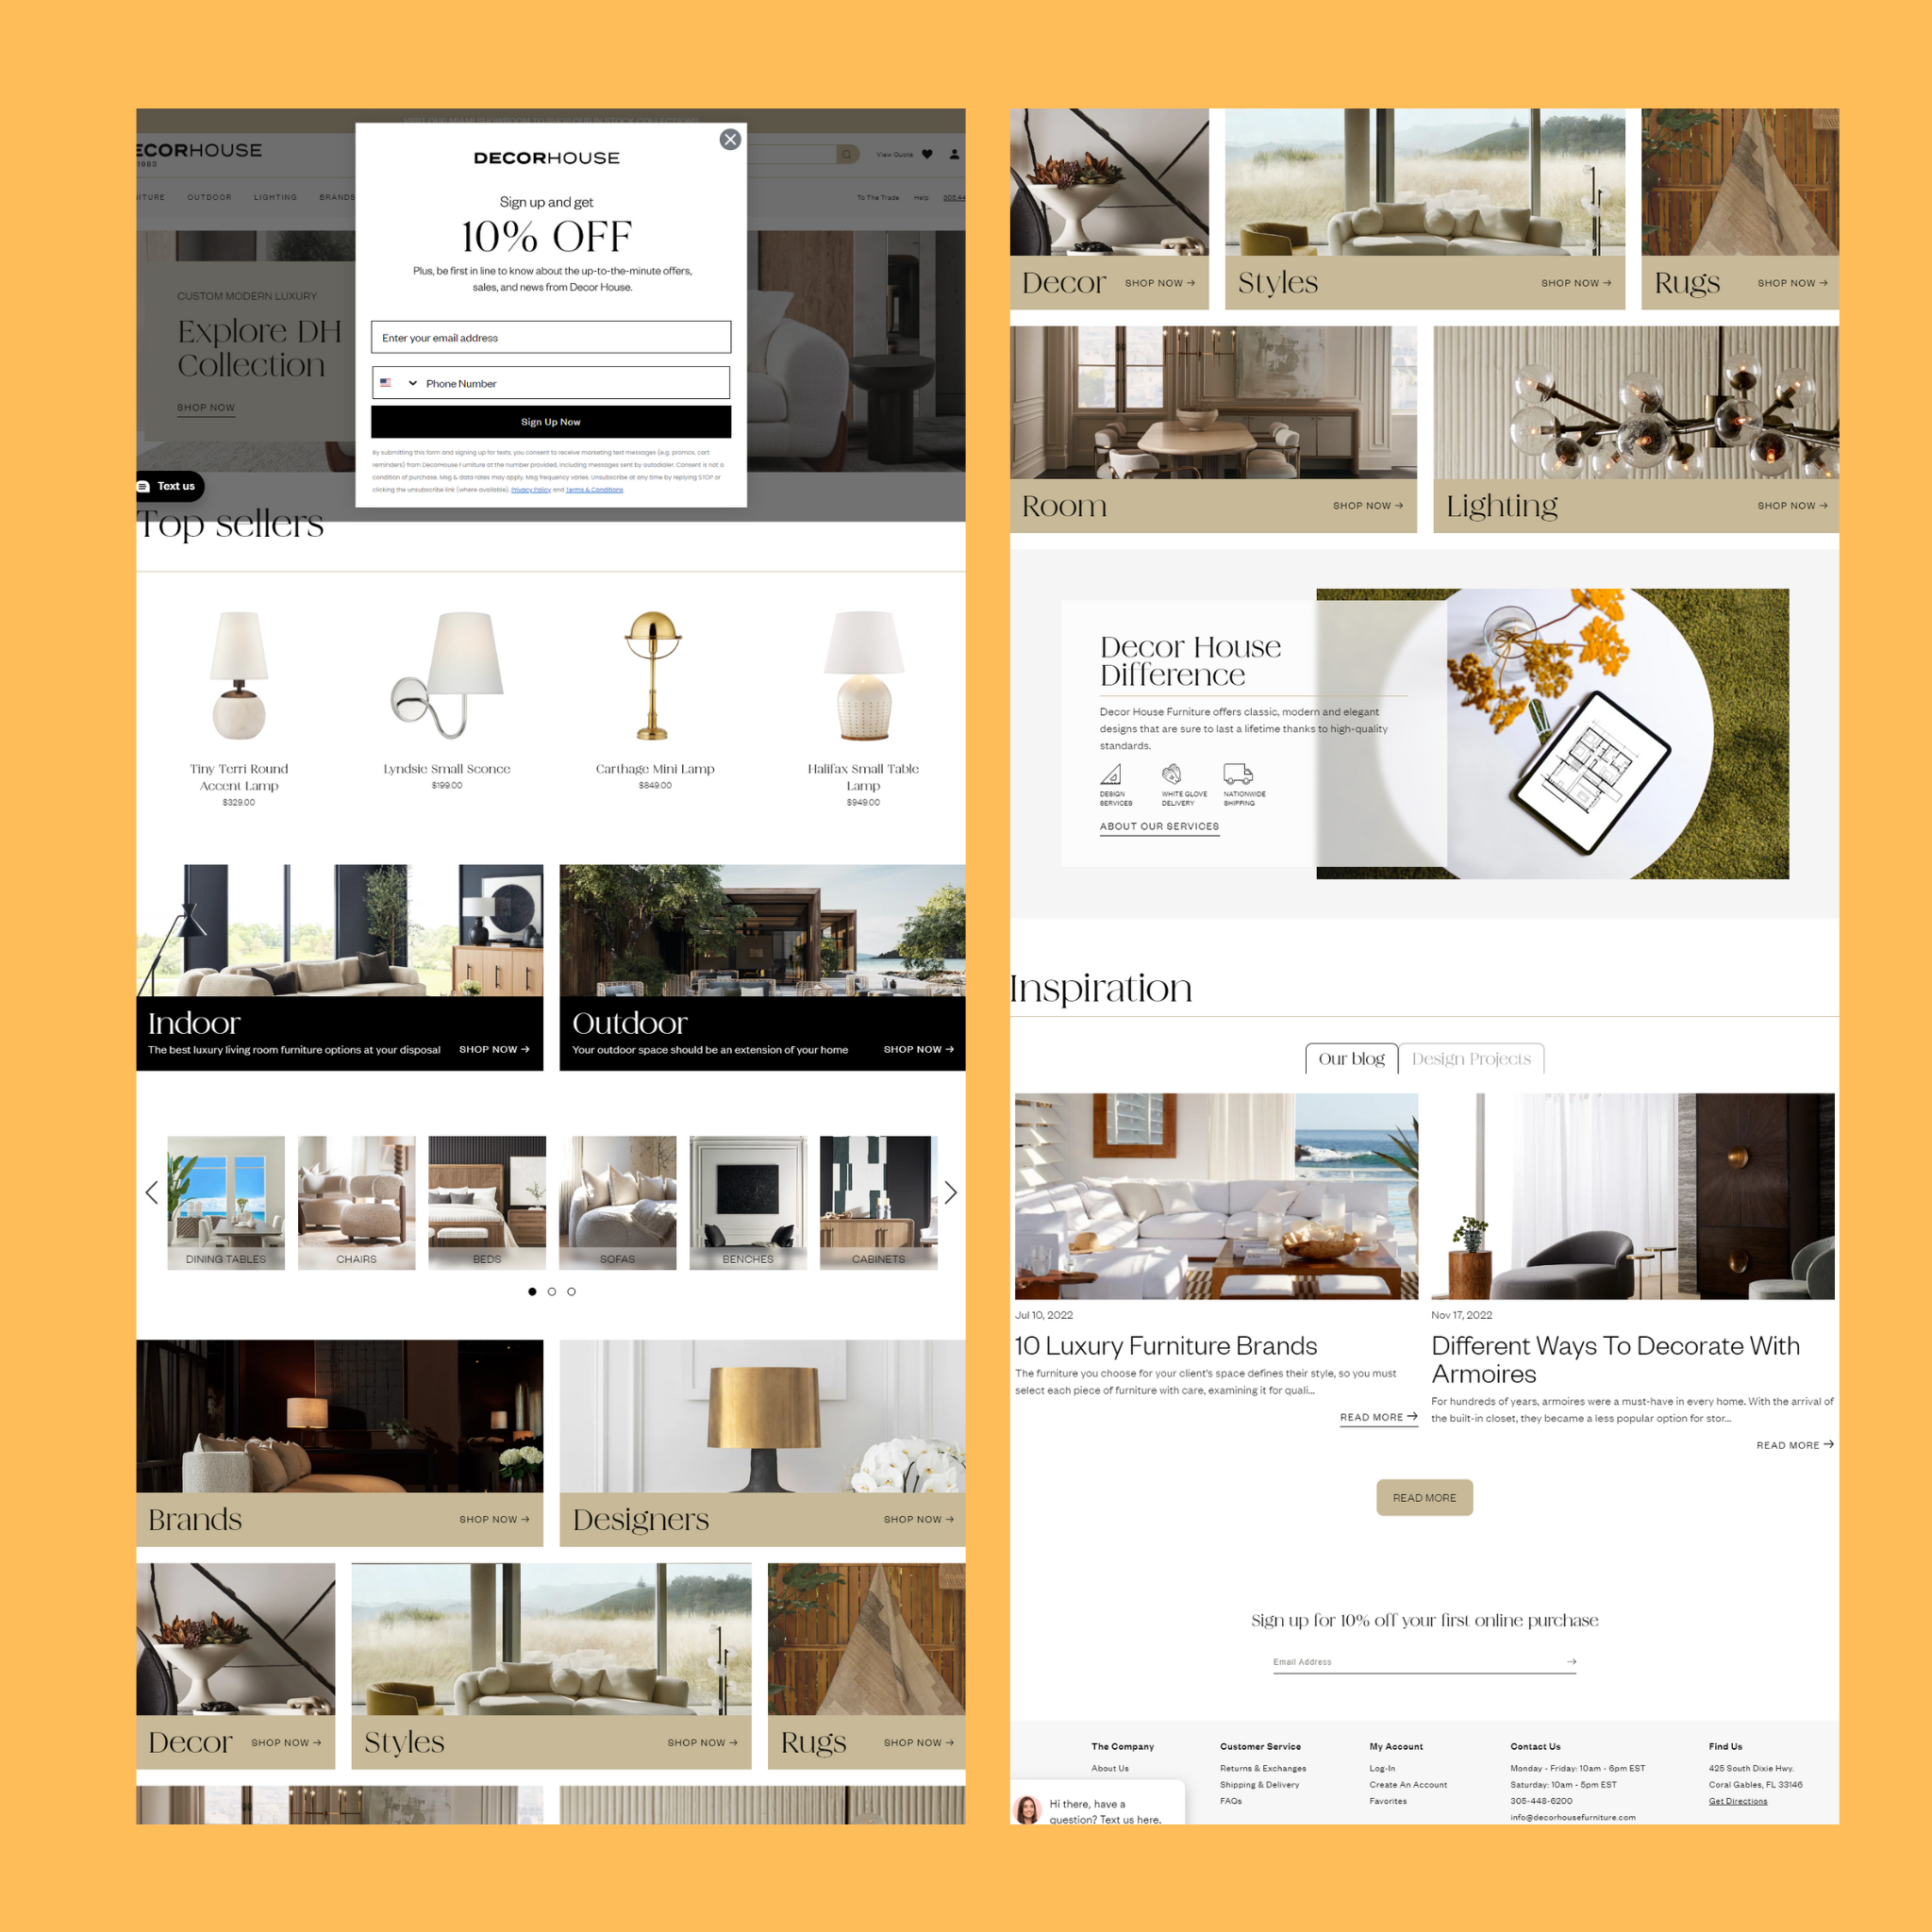 ECORHOUSE
View Quote
OUTDOOR LIGHTING BRANDS
To The Trade Help
CUSTOM MODERN LUXURY
Explore DH
Collection
SHOP NOW
Text us
DECORHOUSE
Sign up and get
10% OFF
Plus, be first in line to know about the up-to-the-minute offers,
sales, and news from Decor House.
Enter your email address
Phone Number
Sign Up Now
By submitting this form and signing up for texts, you consent to receive marketing text messages (e.g. promos, cart
reminders) from DecorHouse Furniture at the number provided, including messages sent by autodialer. Consent is not a
condition of purchase. Msg & data rates may apply. Msg frequency varies. Unsubscribe at any time by replying STOP or
clicking the unsubscribe link (where available). Privacy Policy and Terms & Conditions.
Top sellers
Tiny Terri Round
Accent Lamp
$329.00
Lyndsie Small Sconce
$199.00
Carthage Mini Lamp
$849.00
Halifax Small Table
Lamp
$949.00
Indoor
The best luxury living room furniture options at your disposal SHOP NOW →
Outdoor
Your outdoor space should be an extension of your home SHOP NOW →
DINING TABLES
CHAIRS
BEDS
SOFAS
BENCHES
CABINETS
Brands SHOP NOW →
Designers SHOP NOW →
Decor SHOP NOW →
Styles SHOP NOW →
Rugs SHOP NOW →
Decor SHOP NOW →
Styles SHOP NOW →
Rugs SHOP NOW →
Room SHOP NOW →
Lighting SHOP NOW →
Decor House
Difference
Decor House Furniture offers classic, modern and elegant
designs that are sure to last a lifetime thanks to high-quality
standards.
DESIGN
SERVICES
WHITE GLOVE
DELIVERY
NATIONWIDE
SHIPPING
ABOUT OUR SERVICES
Inspiration
Our blog
Design Projects
Jul 10, 2022
10 Luxury Furniture Brands
The furniture you choose for your client's space defines their style, so you must
select each piece of furniture with care, examining it for quali...
READ MORE →
Nov 17, 2022
Different Ways To Decorate With
Armoires
For hundreds of years, armoires were a must-have in every home. With the arrival of
the built-in closet, they became a less popular option for stor...
READ MORE →
READ MORE
Sign up for 10% off your first online purchase
Email Address →
The Company
About Us
Customer Service
Returns & Exchanges
Shipping & Delivery
FAQs
My Account
Log-In
Create An Account
Favorites
Contact Us
Monday - Friday: 10am - 6pm EST
Saturday: 10am - 5pm EST
305-448-6200
info@decorhousefurniture.com
Find Us
425 South Dixie Hwy.
Coral Gables, FL 33146
Get Directions
Hi there, have a
question? Text us here.